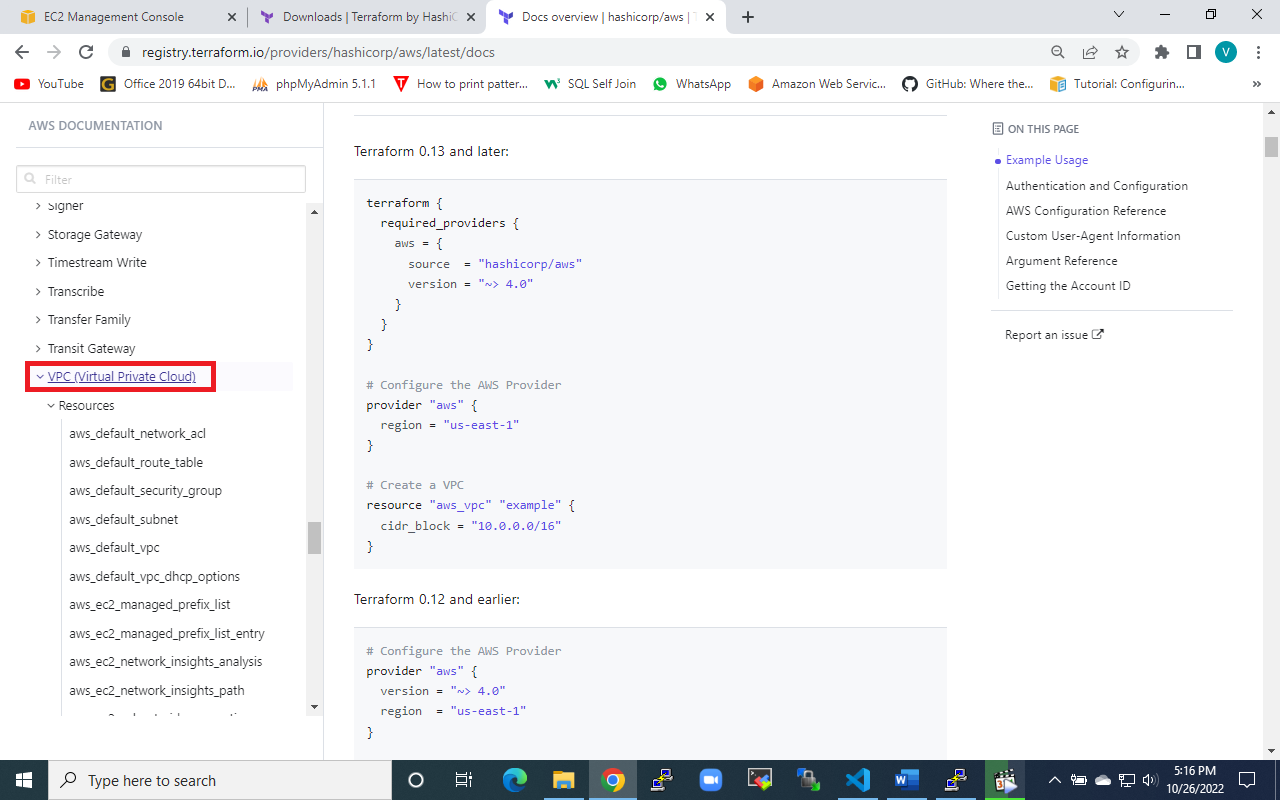 EC2 Management Console
Downloads | Terraform by HashiC
Docs overview | hashicorp/aws |
registry.terraform.io/providers/hashicorp/aws/latest/docs
V
YouTube
Office 2019 64bit D...
phpMyAdmin 5.1.1
How to print patter...
SQL Self Join
WhatsApp
Amazon Web Servic...
GitHub: Where the...
Tutorial: Configurin...
»
AWS DOCUMENTATION
Filter
Signer
Storage Gateway
Timestream Write
Transcribe
Transfer Family
Transit Gateway
VPC (Virtual Private Cloud)
Resources
aws_default_network_acl
aws_default_route_table
aws_default_security_group
aws_default_subnet
aws_default_vpc
aws_default_vpc_dhcp_options
aws_ec2_managed_prefix_list
aws_ec2_managed_prefix_list_entry
aws_ec2_network_insights_analysis
aws_ec2_network_insights_path
Terraform 0.13 and later:
terraform {
  required_providers {
    aws = {
      source  = "hashicorp/aws"
      version = "~> 4.0"
    }
  }
}
# Configure the AWS Provider
provider "aws" {
  region = "us-east-1"
}
# Create a VPC
resource "aws_vpc" "example" {
  cidr_block = "10.0.0.0/16"
}
Terraform 0.12 and earlier:
# Configure the AWS Provider
provider "aws" {
  version = "~> 4.0"
  region  = "us-east-1"
}
ON THIS PAGE
Example Usage
Authentication and Configuration
AWS Configuration Reference
Custom User-Agent Information
Argument Reference
Getting the Account ID
Report an issue
Type here to search
5:16 PM
10/26/2022